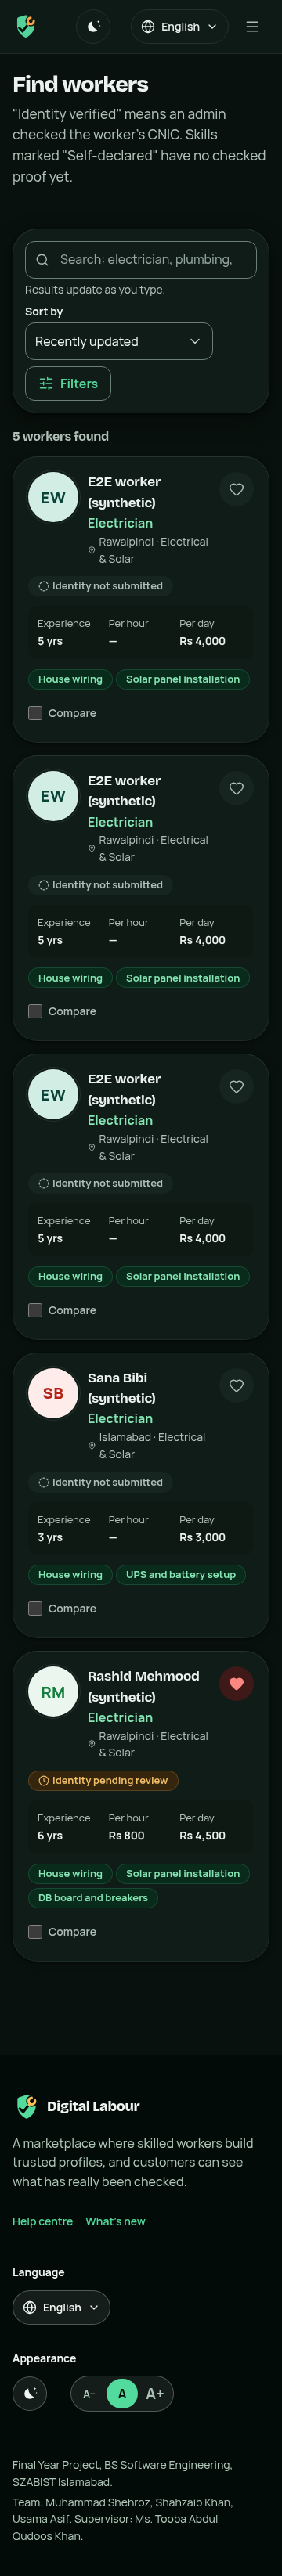 English
Find workers
"Identity verified" means an admin
checked the worker's CNIC. Skills
marked "Self-declared" have no checked
proof yet.
Search: electrician, plumbing,
Results update as you type.
Sort by
Recently updated
Filters
5 workers found
EW
E2E worker
(synthetic)
Electrician
Rawalpindi · Electrical
& Solar
Identity not submitted
Experience Per hour Per day
5 yrs – Rs 4,000
House wiring Solar panel installation
Compare
EW
E2E worker
(synthetic)
Electrician
Rawalpindi · Electrical
& Solar
Identity not submitted
Experience Per hour Per day
5 yrs – Rs 4,000
House wiring Solar panel installation
Compare
EW
E2E worker
(synthetic)
Electrician
Rawalpindi · Electrical
& Solar
Identity not submitted
Experience Per hour Per day
5 yrs – Rs 4,000
House wiring Solar panel installation
Compare
SB
Sana Bibi
(synthetic)
Electrician
Islamabad · Electrical
& Solar
Identity not submitted
Experience Per hour Per day
3 yrs – Rs 3,000
House wiring UPS and battery setup
Compare
RM
Rashid Mehmood
(synthetic)
Electrician
Rawalpindi · Electrical
& Solar
Identity pending review
Experience Per hour Per day
6 yrs Rs 800 Rs 4,500
House wiring Solar panel installation
DB board and breakers
Compare
Digital Labour
A marketplace where skilled workers build
trusted profiles, and customers can see
what has really been checked.
Help centre What's new
Language
English
Appearance
A− A A+
Final Year Project, BS Software Engineering,
SZABIST Islamabad.
Team: Muhammad Shehroz, Shahzaib Khan,
Usama Asif. Supervisor: Ms. Tooba Abdul
Qudoos Khan.